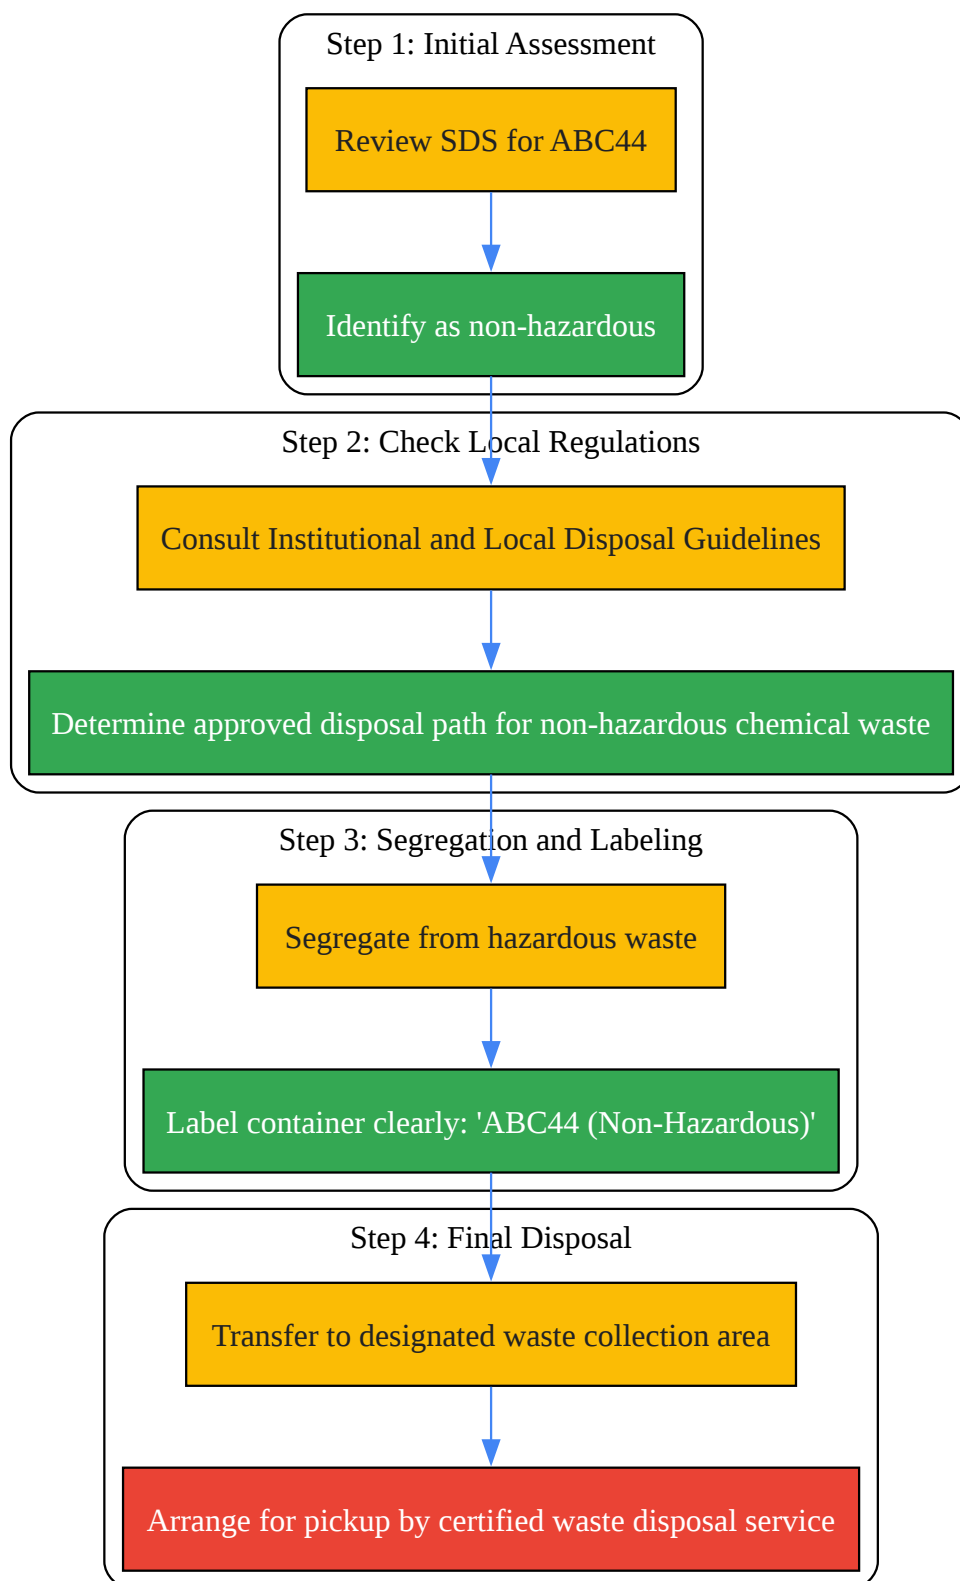 Step 1: Initial Assessment
Review SDS for ABC44
Identify as non-hazardous
Step 2: Check Local Regulations
Consult Institutional and Local Disposal Guidelines
Determine approved disposal path for non-hazardous chemical waste
Step 3: Segregation and Labeling
Segregate from hazardous waste
Label container clearly: 'ABC44 (Non-Hazardous)'
Step 4: Final Disposal
Transfer to designated waste collection area
Arrange for pickup by certified waste disposal service